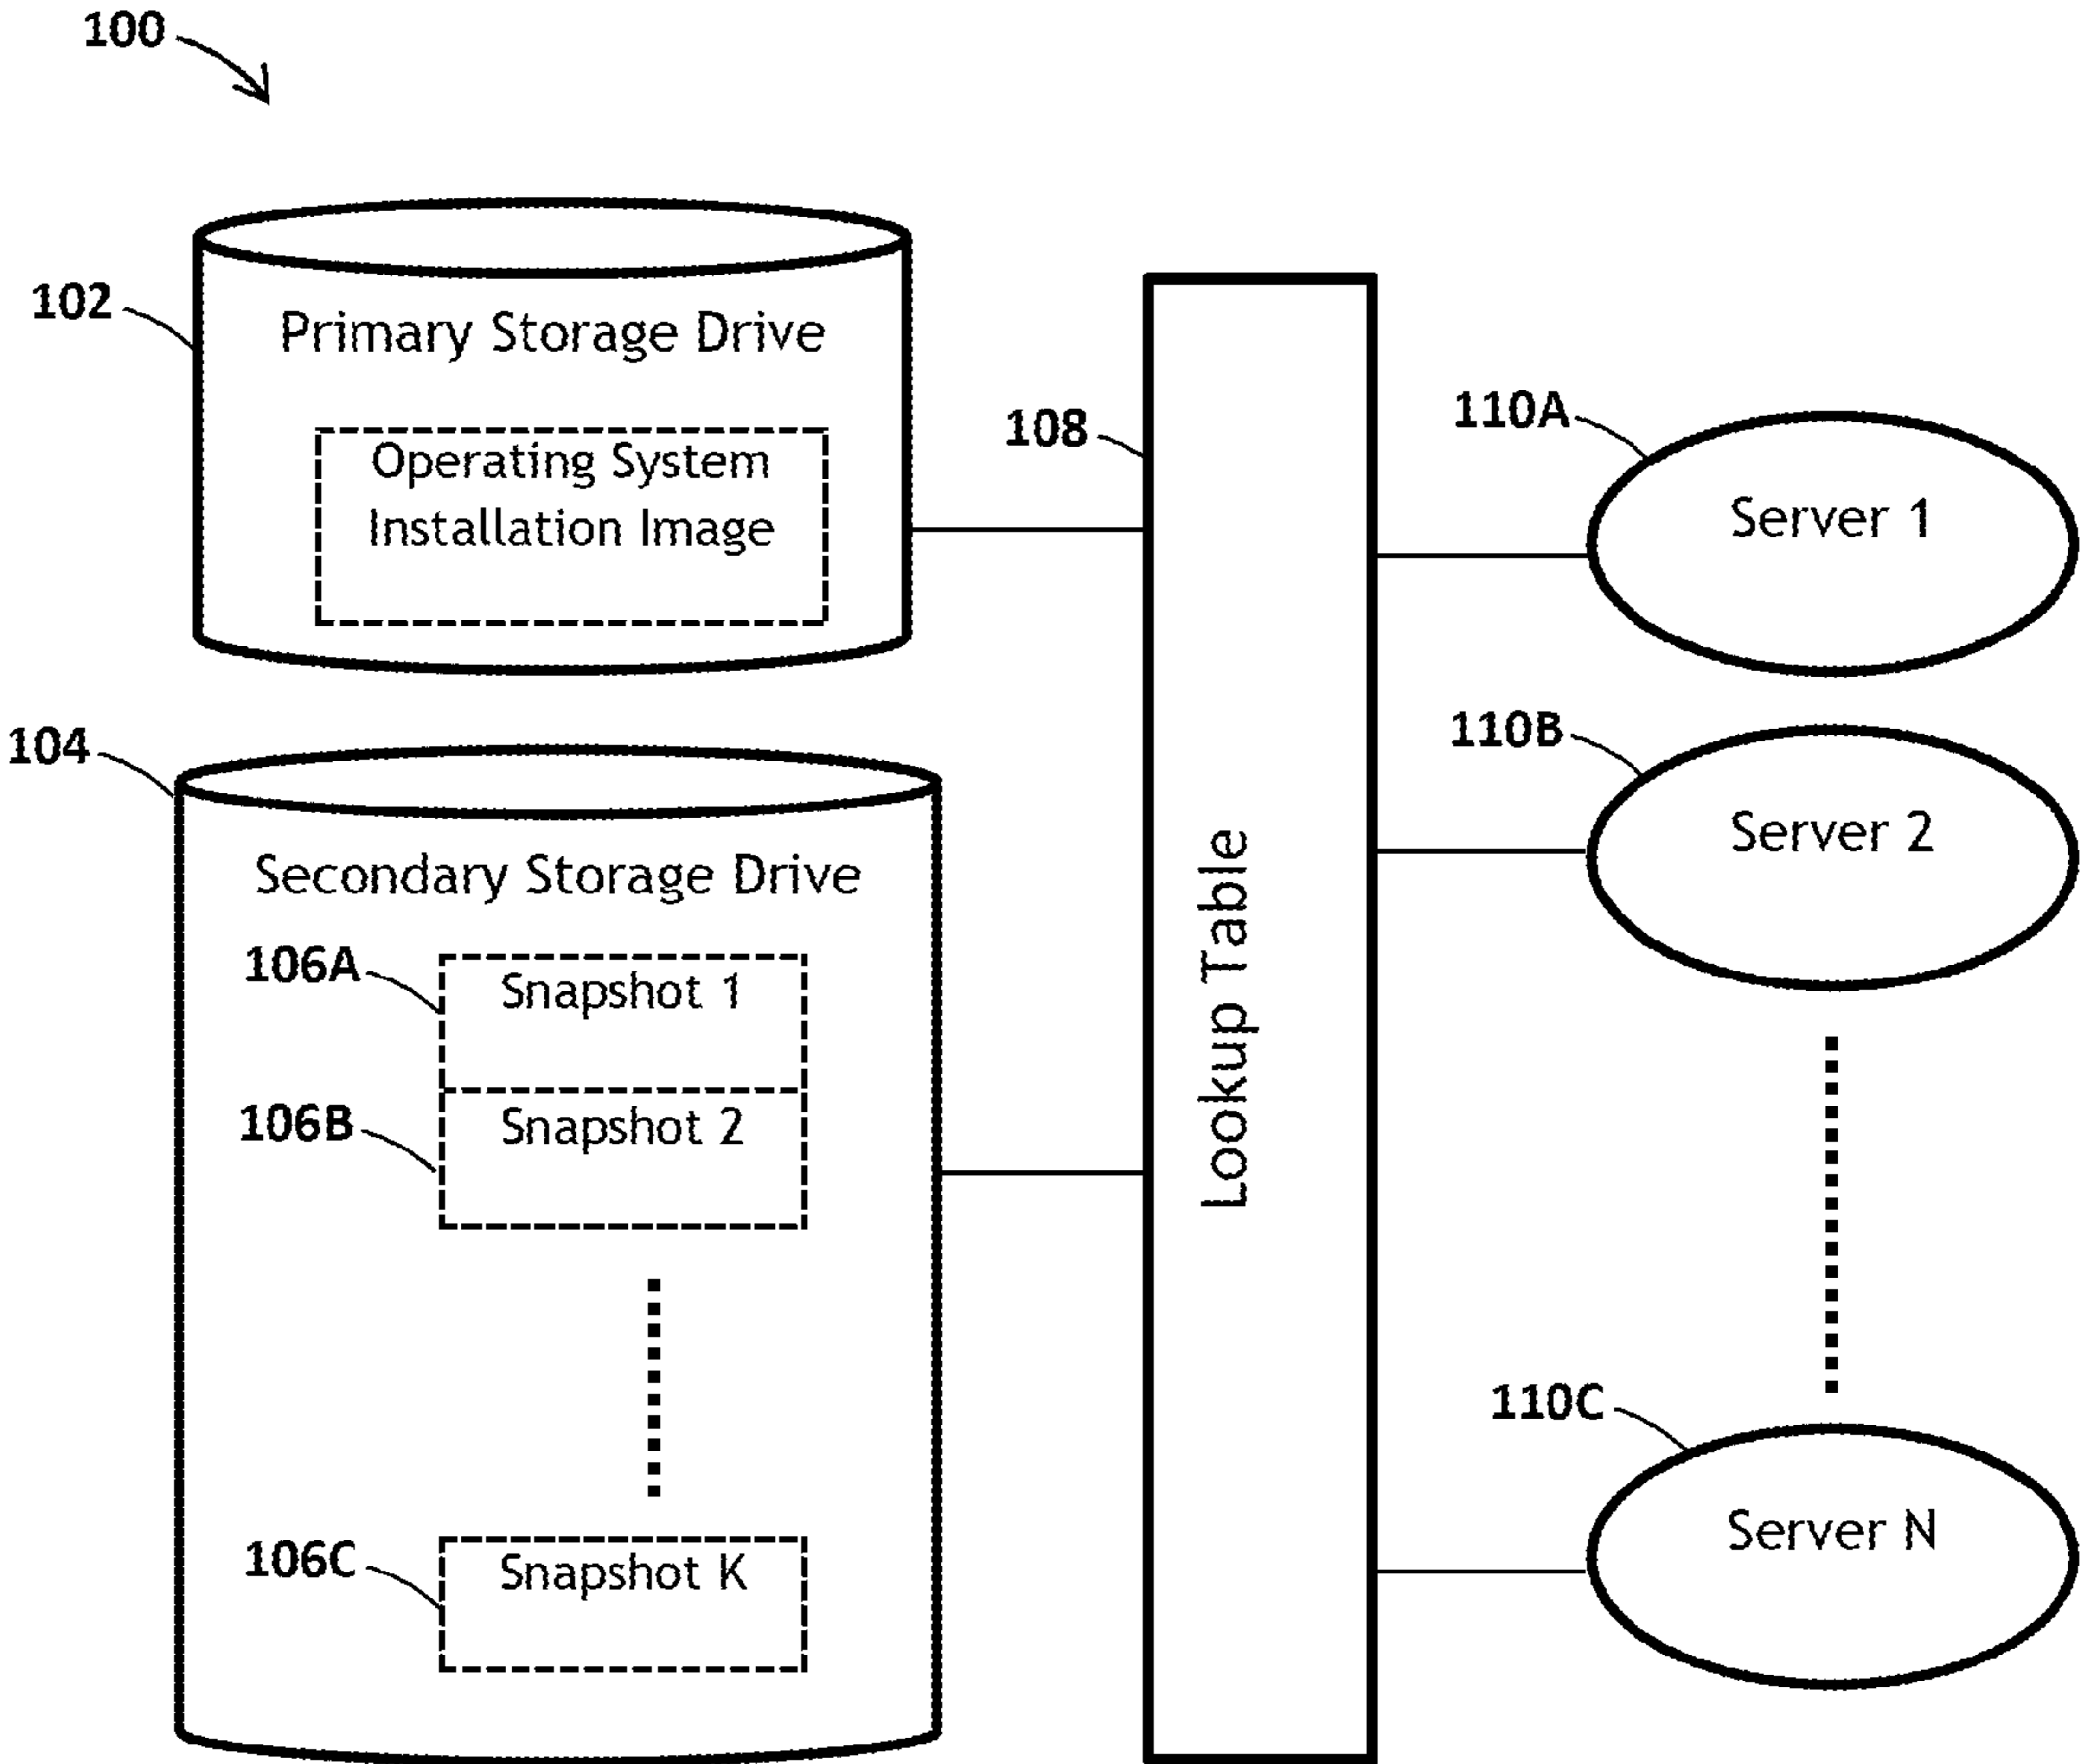 100
102
Primary Storage Drive
Operating System
Installation Image
104
Secondary Storage Drive
106A
Snapshot 1
106B
Snapshot 2
106C
Snapshot K
108
Lookup Table
110A
Server 1
110B
Server 2
110C
Server N